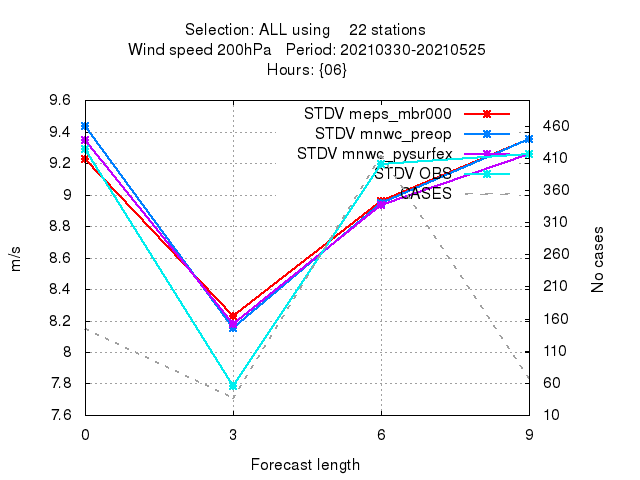 Selection: ALL using 22 stations
Wind speed 200hPa Period: 20210330-20210525
Hours: {06}
STDV meps_mbr000
STDV mnwc_preop
STDV mnwc_pysurfex
STDV OBS
CASES
9.6
9.4
9.2
9
8.8
8.6
8.4
8.2
8
7.8
7.6
460
410
360
310
260
210
160
110
60
10
m/s
No cases
0 3 6 9
Forecast length